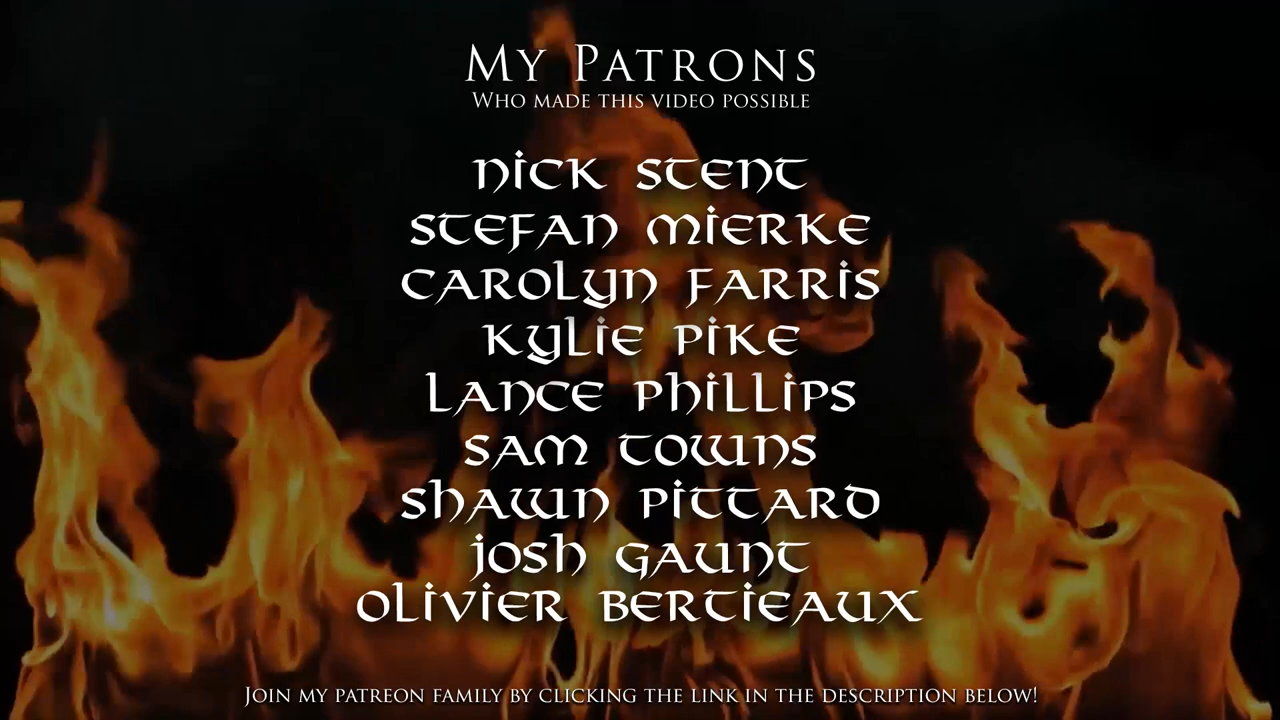 My Patrons
Who made this video possible
Nick Stent
Stefan Mierke
Carolyn Farris
Kylie Pike
Lance Phillips
Sam Towns
Shawn Pittard
Josh Gaunt
Olivier Bertieaux
Join my patreon family by clicking the link in the description below!